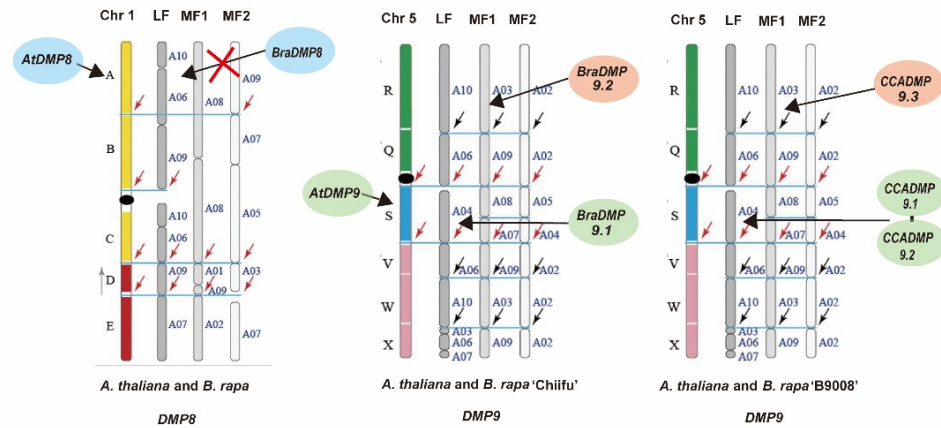 Chr 1 LF MF1 MF2
AtDMP8
BraDMP8
A
B
C
D
E
A10
A06
A09
A10
A06
A09
A07
A08
A08
A01
A09
A02
A09
A07
A05
A03
A07
A. thaliana and B. rapa
DMP8
Chr 5 LF MF1 MF2
BraDMP
9.2
AtDMP9
BraDMP
9.1
R
Q
S
V
W
X
A10 A03 A02
A06 A09 A02
A04 A08 A05
A07 A04
A06 A09 A02
A10 A03 A02
A03
A06 A09 A02
A07
A. thaliana and B. rapa 'Chiifu'
DMP9
Chr 5 LF MF1 MF2
CCADMP
9.3
CCADMP
9.1
CCADMP
9.2
R
Q
S
V
W
X
A10 A03 A02
A06 A09 A02
A04 A08 A05
A07 A04
A06 A09 A02
A10 A03 A02
A03
A06 A09 A02
A07
A. thaliana and B. rapa 'B9008'
DMP9